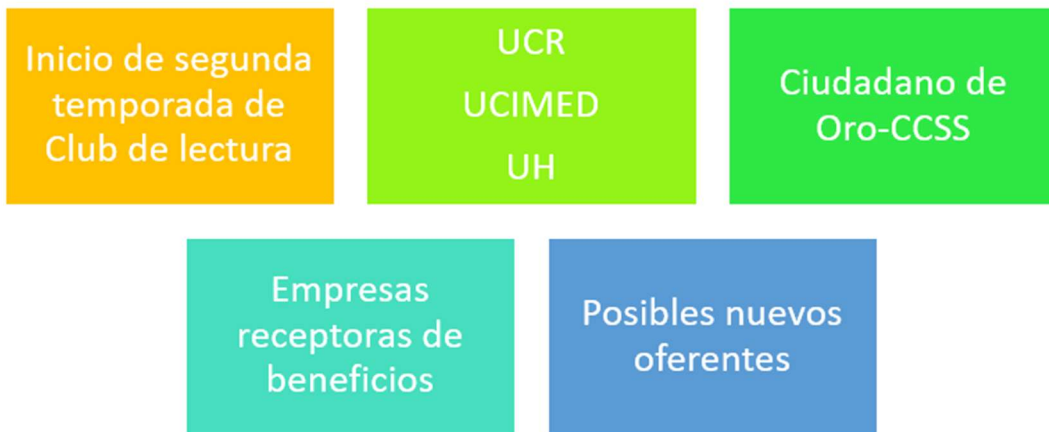 Inicio de segunda
temporada de
Club de lectura
UCR
UCIMED
UH
Ciudadano de
Oro-CCSS
Empresas
receptoras de
beneficios
Posibles nuevos
oferentes